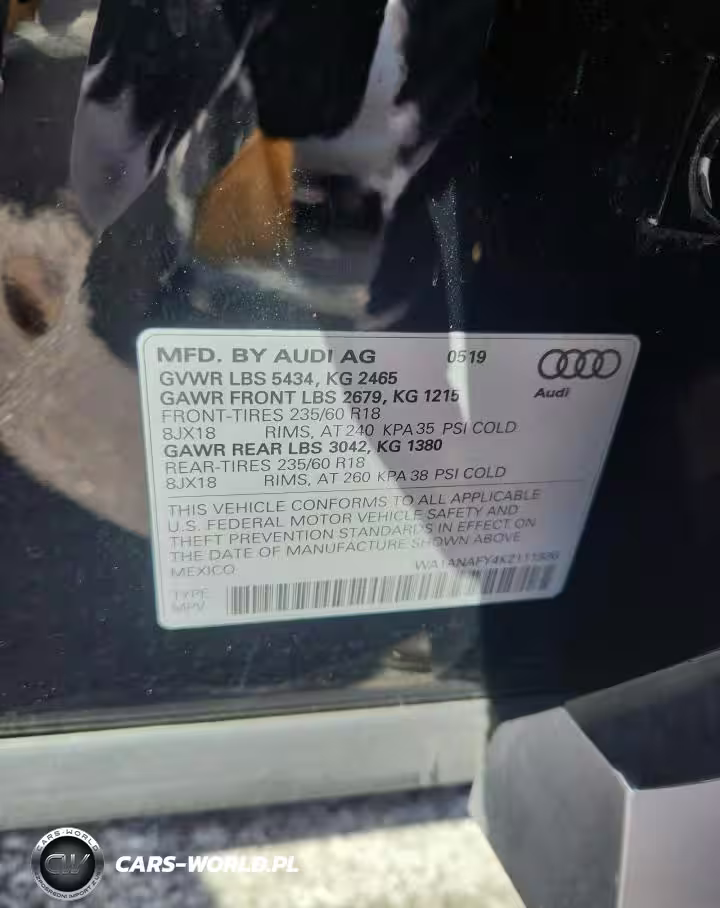 MFD. BY AUDI AG 0519
GVWR LBS 5434, KG 2465
Audi
GAWR FRONT LBS 2679, KG 1215
FRONT-TIRES 235/60 R18
8JX18 RIMS, AT 240 KPA 35 PSI COLD
GAWR REAR LBS 3042, KG 1380
REAR-TIRES 235/60 R18
8JX18 RIMS, AT 260 KPA 38 PSI COLD
THIS VEHICLE CONFORMS TO ALL APPLICABLE
U.S. FEDERAL MOTOR VEHICLE SAFETY AND
THEFT PREVENTION STANDARDS IN EFFECT ON
THE DATE OF MANUFACTURE SHOWN ABOVE
MEXICO
TYPE:
MPV
CARS-WORLD
CW
CARS-WORLD.PL